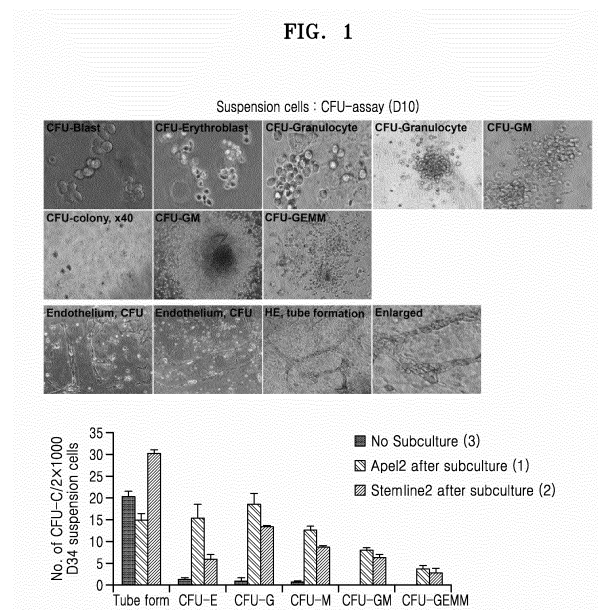 FIG. 1
Suspension cells : CFU-assay (D10)
CFU-Blast
CFU-Erythroblast
CFU-Granulocyte
CFU-Granulocyte
CFU-GM
CFU-colony, x40
CFU-GM
CFU-GEMM
Endothelium, CFU
Endothelium, CFU
HE, tube formation
Enlarged
No. of CFU-C/2×1000
D34 suspension cells
35
30
25
20
15
10
5
0
No Subculture (3)
Apel2 after subculture (1)
Stemline2 after subculture (2)
Tube form
CFU-E
CFU-G
CFU-M
CFU-GM
CFU-GEMM